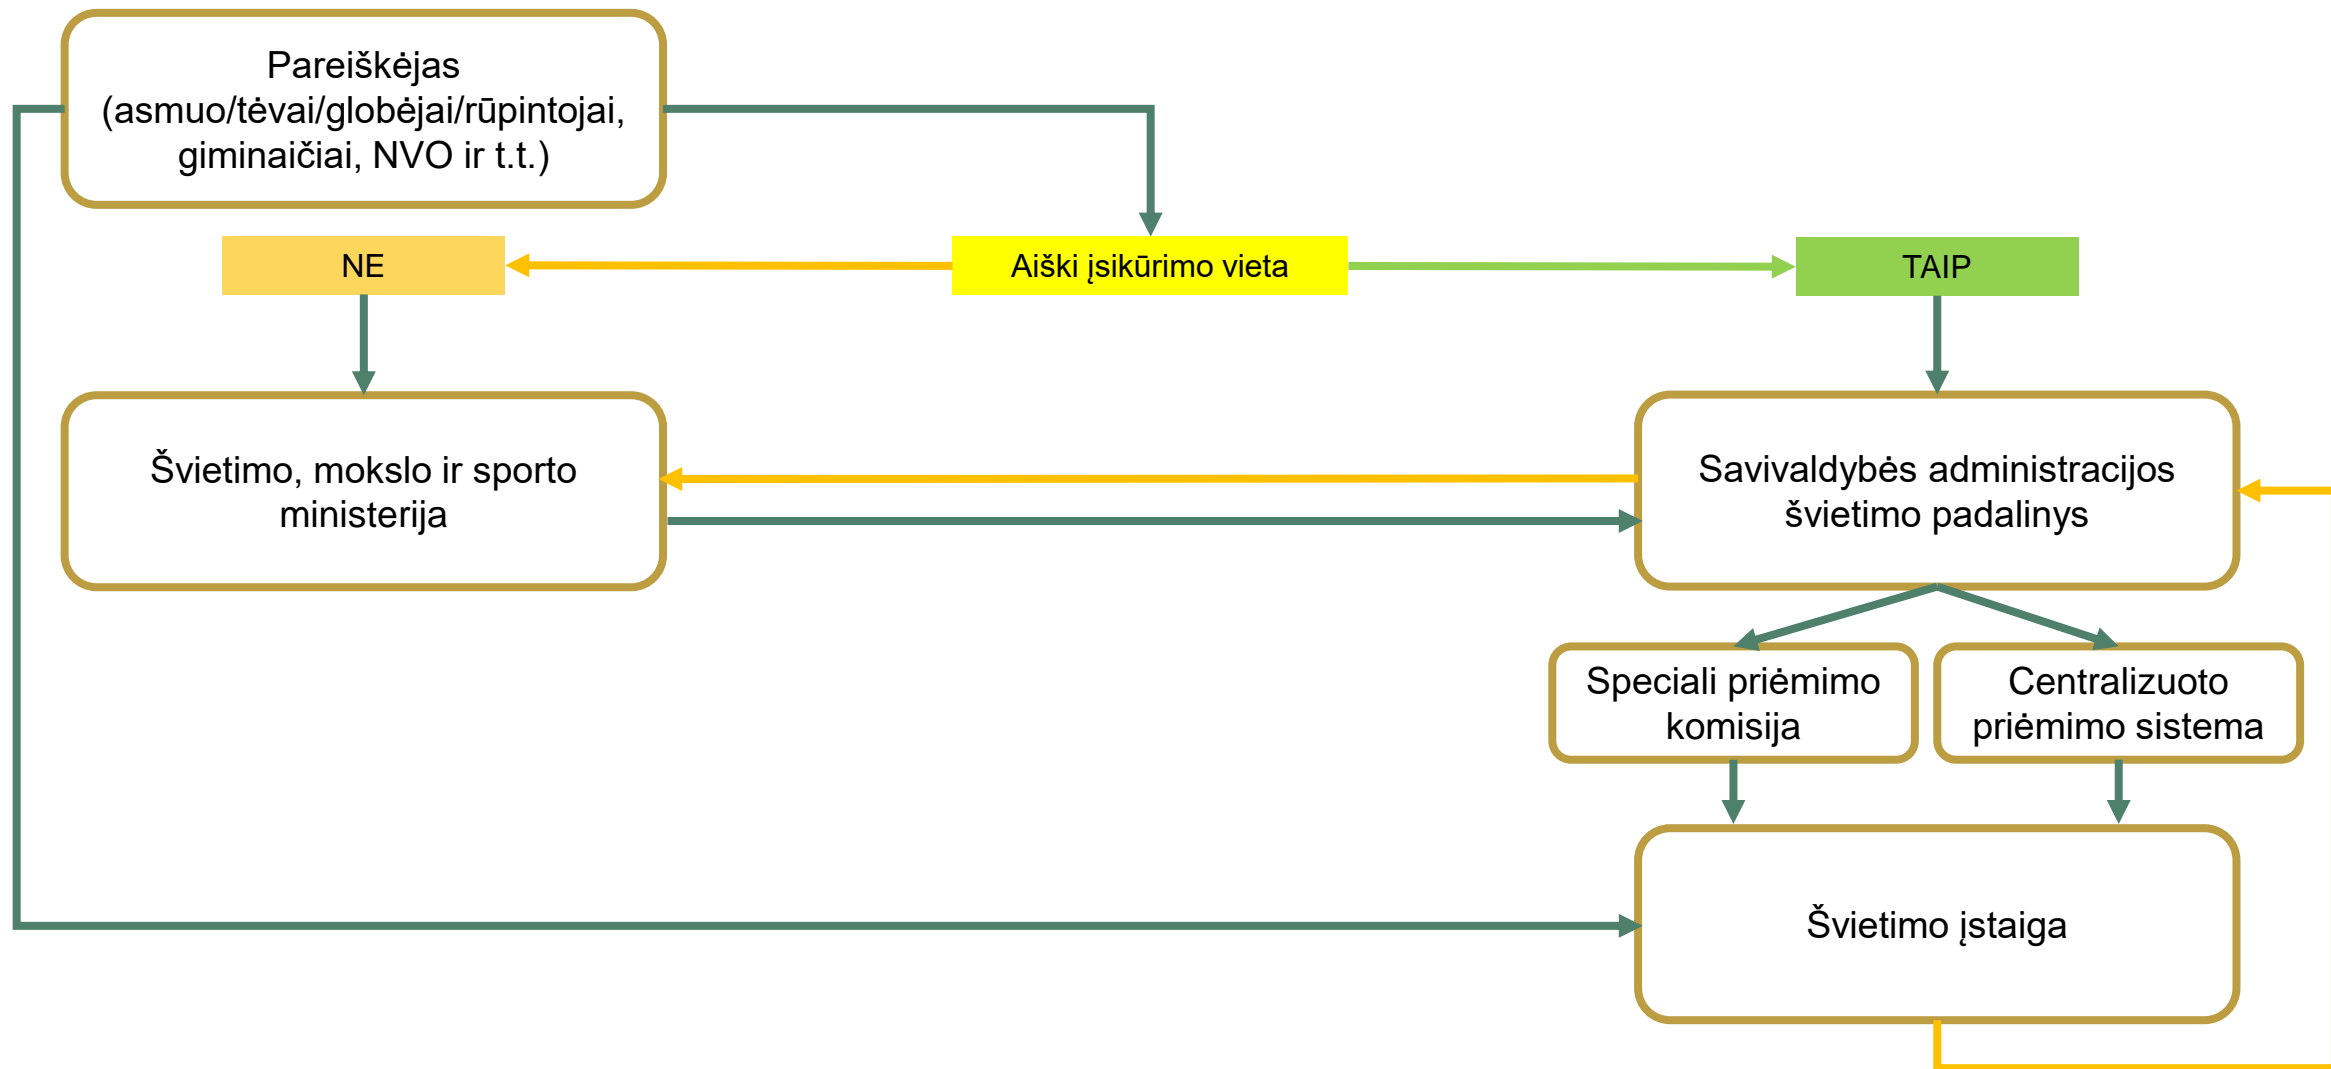 Pareiškėjas
(asmuo/tėvai/globėjai/rūpintojai,
giminaičiai, NVO ir t.t.)
NE
Aiški įsikūrimo vieta
TAIP
Švietimo, mokslo ir sporto
ministerija
Savivaldybės administracijos
švietimo padalinys
Speciali priėmimo
komisija
Centralizuoto
priėmimo sistema
Švietimo įstaiga